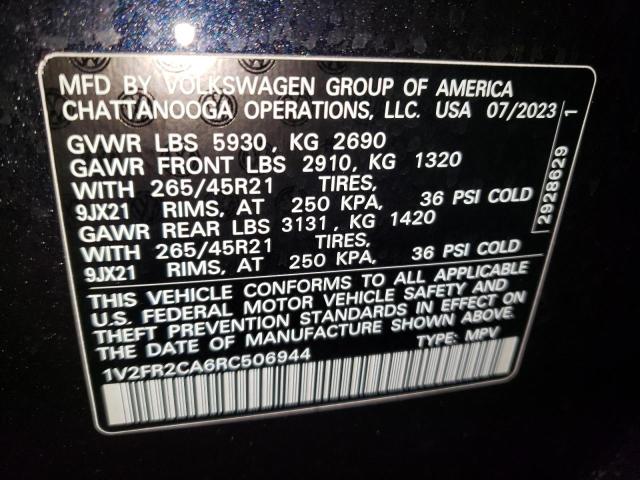 MFD BY VOLKSWAGEN GROUP OF AMERICA
CHATTANOOGA OPERATIONS, LLC. USA 07/2023
GVWR LBS 5930, KG 2690
GAWR FRONT LBS 2910, KG 1320
WITH 265/45R21 TIRES,
9JX21 RIMS, AT 250 KPA, 36 PSI COLD
GAWR REAR LBS 3131, KG 1420
WITH 265/45R21 TIRES,
9JX21 RIMS, AT 250 KPA, 36 PSI COLD
THIS VEHICLE CONFORMS TO ALL APPLICABLE
U.S. FEDERAL MOTOR VEHICLE SAFETY AND
THEFT PREVENTION STANDARDS IN EFFECT ON
THE DATE OF MANUFACTURE SHOWN ABOVE.
1V2FR2CA6RC506944 TYPE: MPV
2928629 1